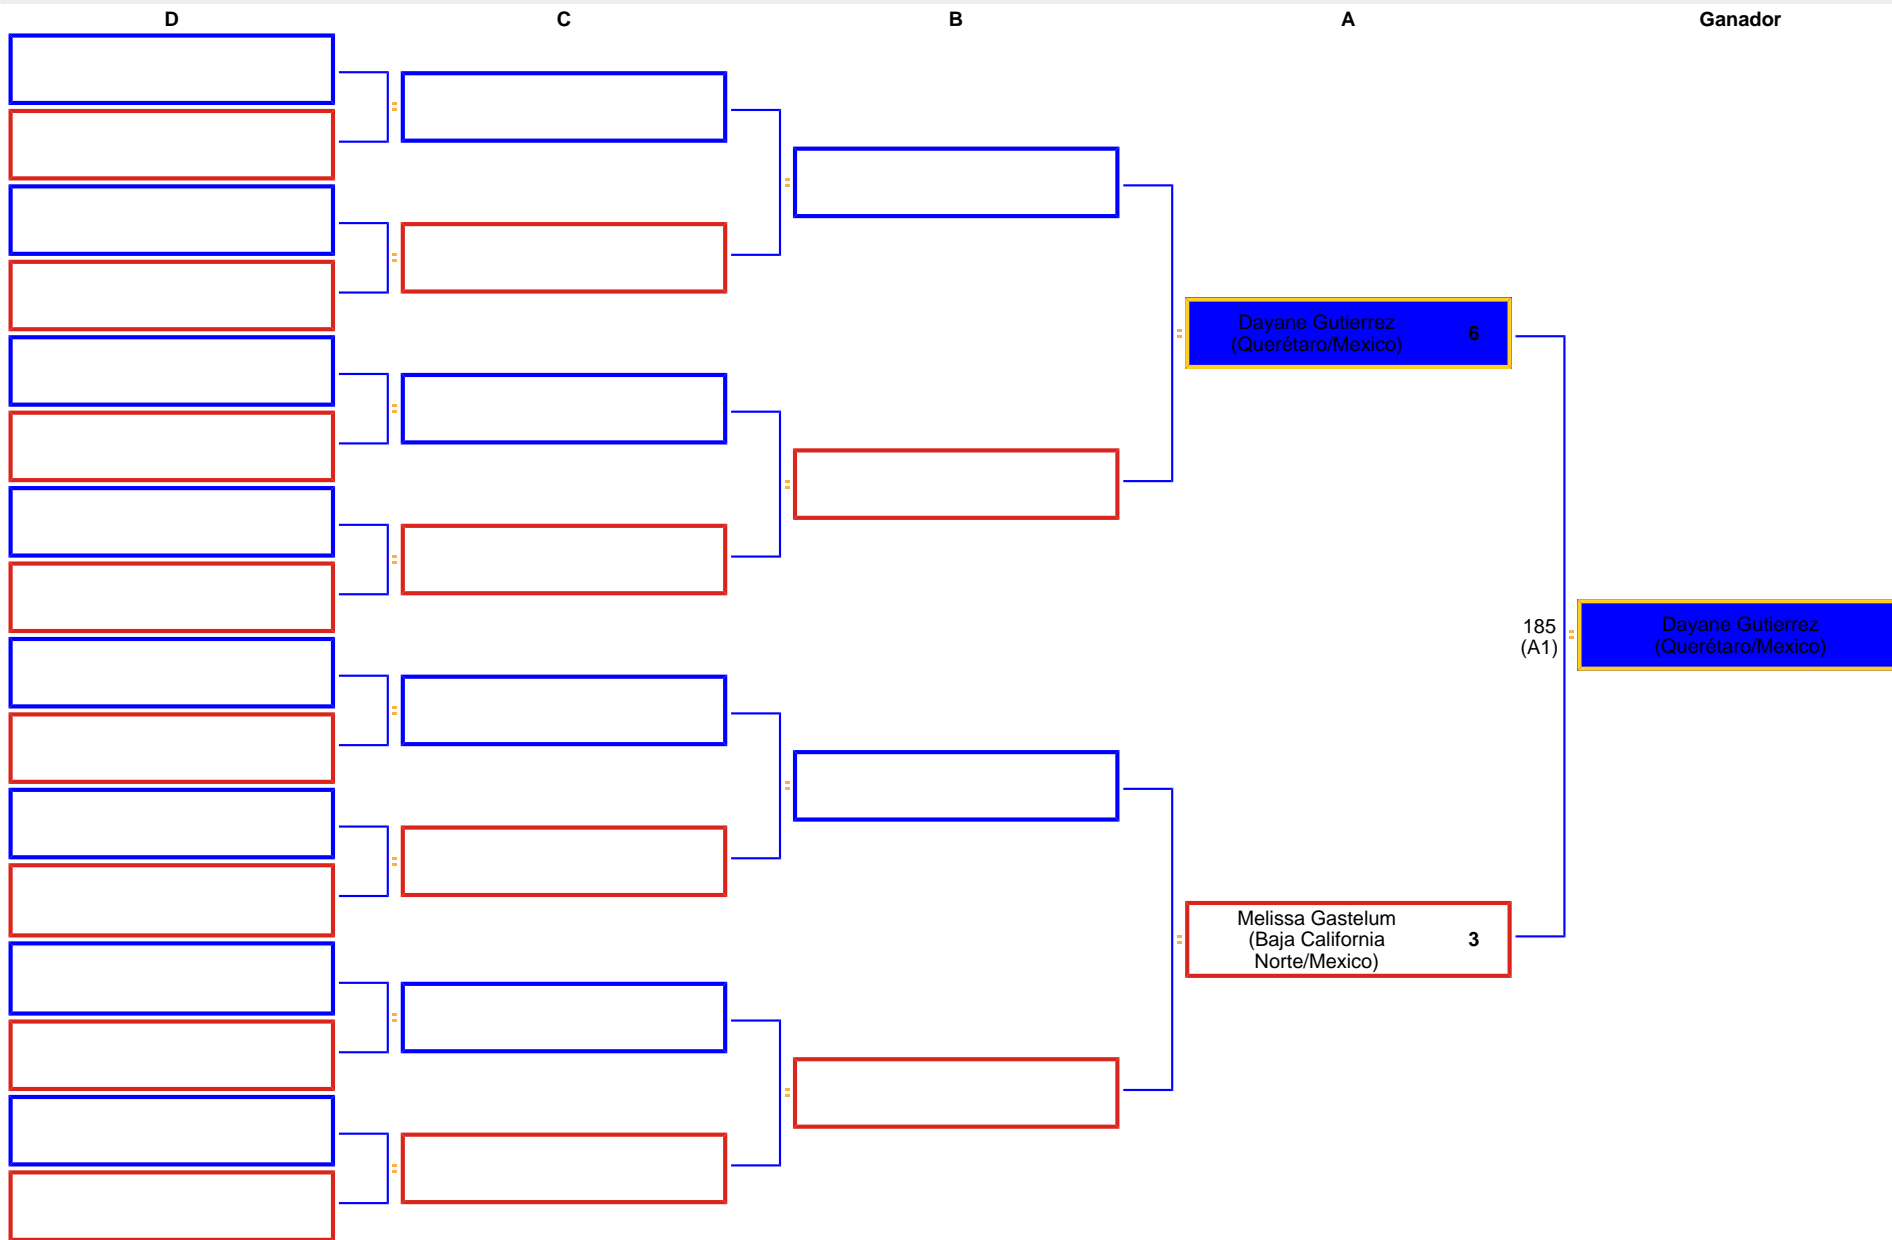 D
C
B
A
Ganador
Dayane Gutierrez
(Querétaro/Mexico)
6
185
(A1)
Dayane Gutierrez
(Querétaro/Mexico)
Melissa Gastelum
(Baja California
Norte/Mexico)
3